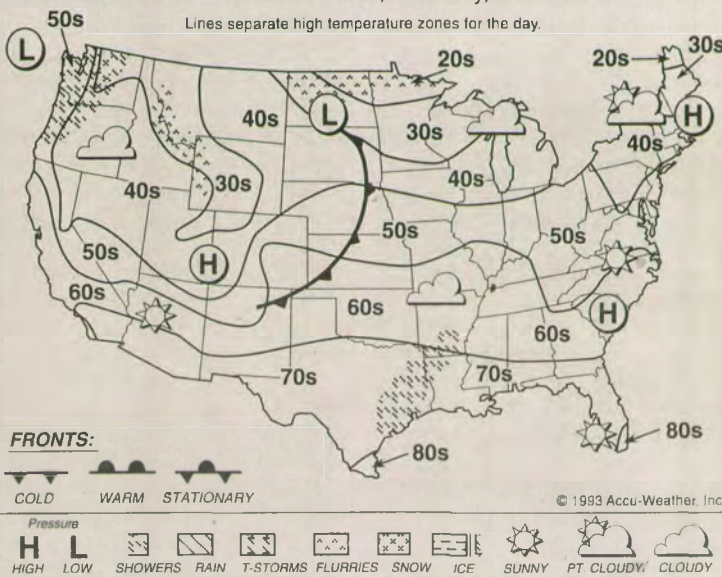 Lines separate high temperature zones for the day.
50s
L
20s
20s
30s
L
H
40s
30s
40s
40s
30s
40s
50s
50s
50s
H
60s
60s
H
60s
70s
70s
80s
80s
FRONTS:
COLD WARM STATIONARY
© 1993 Accu-Weather, Inc
Pressure
H L
HIGH LOW SHOWERS RAIN T-STORMS FLURRIES SNOW ICE SUNNY PT. CLOUDY CLOUDY